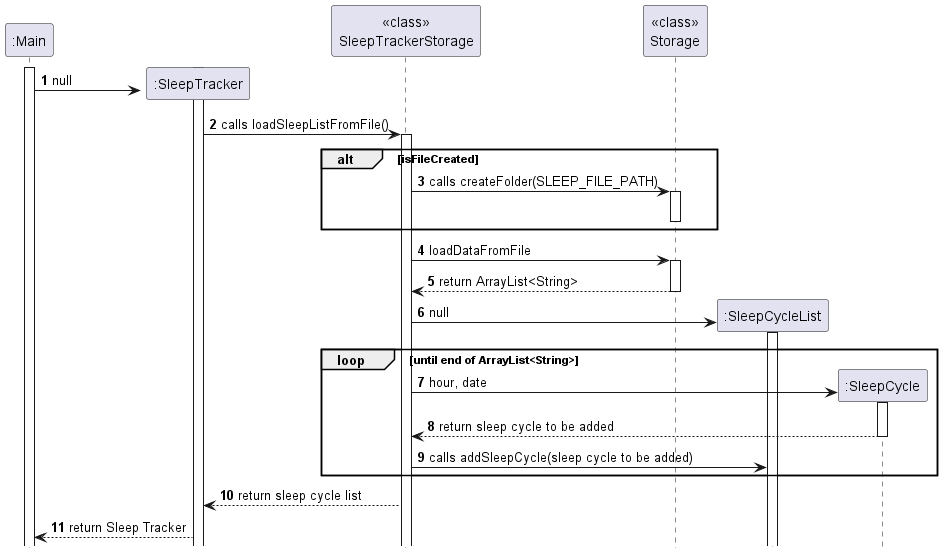 «class»
«class»
:Main
SleepTrackerStorage
Storage
1 null
:SleepTracker
2 calls loadSleepListFromFile()
alt [isFileCreated]
3 calls createFolder(SLEEP_FILE_PATH)
4 loadDataFromFile
5 return ArrayList<String>
6 null
:SleepCycleList
loop [until end of ArrayList<String>]
7 hour, date
:SleepCycle
8 return sleep cycle to be added
9 calls addSleepCycle(sleep cycle to be added)
10 return sleep cycle list
11 return Sleep Tracker